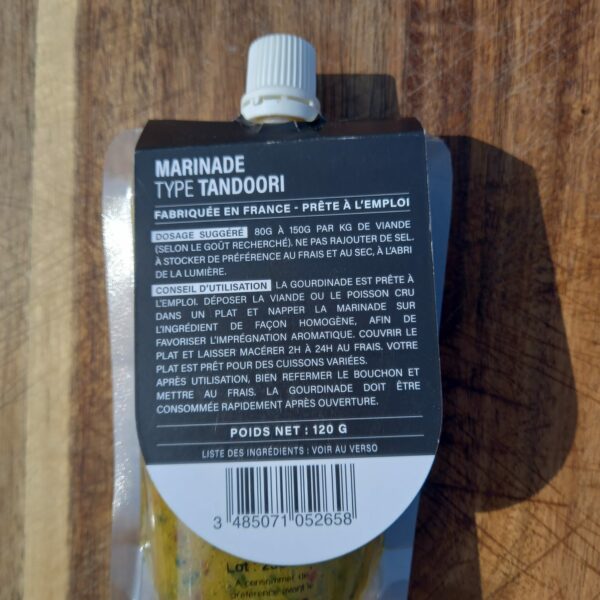 MARINADE
TYPE TANDOORI
FABRIQUÉE EN FRANCE - PRÊTE À L'EMPLOI
DOSAGE SUGGÉRÉ 80G À 150G PAR KG DE VIANDE
(SELON LE GOÛT RECHERCHÉ). NE PAS RAJOUTER DE SEL.
À STOCKER DE PRÉFÉRENCE AU FRAIS ET AU SEC, À L'ABRI
DE LA LUMIÈRE.
CONSEIL D'UTILISATION LA GOURDINADE EST PRÊTE À
L'EMPLOI. DÉPOSER LA VIANDE OU LE POISSON CRU
DANS UN PLAT ET NAPPER LA MARINADE SUR
L'INGRÉDIENT DE FAÇON HOMOGÈNE, AFIN DE
FAVORISER L'IMPRÉGNATION AROMATIQUE. COUVRIR LE
PLAT ET LAISSER MACÉRER 2H À 24H AU FRAIS. VOTRE
PLAT EST PRÊT POUR DES CUISSONS VARIÉES.
APRÈS UTILISATION, BIEN REFERMER LE BOUCHON ET
METTRE AU FRAIS. LA GOURDINADE DOIT ÊTRE
CONSOMMÉE RAPIDEMENT APRÈS OUVERTURE.
POIDS NET : 120 G
LISTE DES INGRÉDIENTS : VOIR AU VERSO
3 485071 052658
Lot :
A consommer de
préférence avant le